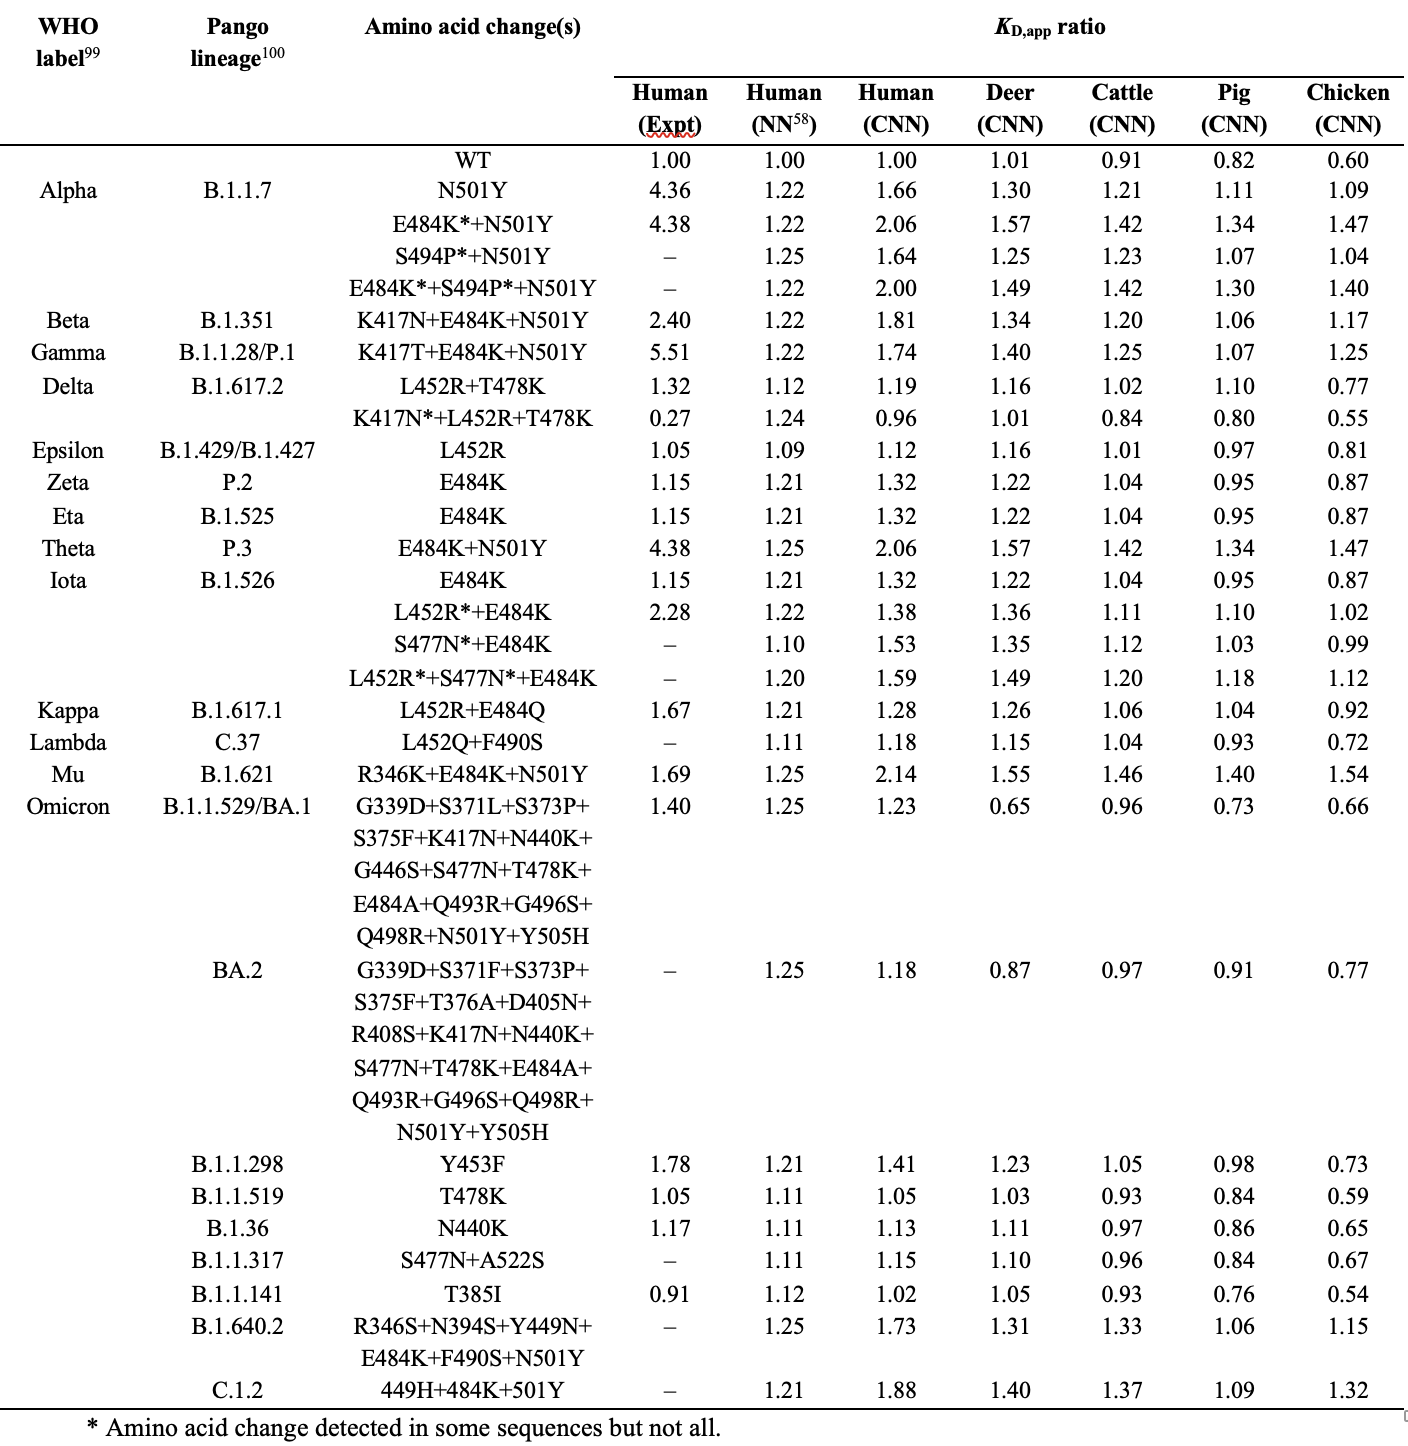 WHO Pango Amino acid change(s) KD,app ratio
label99 lineage100
Human Human Human Deer Cattle Pig Chicken
(Expt) (NN58) (CNN) (CNN) (CNN) (CNN) (CNN)
WT 1.00 1.00 1.00 1.01 0.91 0.82 0.60
Alpha B.1.1.7 N501Y 4.36 1.22 1.66 1.30 1.21 1.11 1.09
E484K*+N501Y 4.38 1.22 2.06 1.57 1.42 1.34 1.47
S494P*+N501Y – 1.25 1.64 1.25 1.23 1.07 1.04
E484K*+S494P*+N501Y – 1.22 2.00 1.49 1.42 1.30 1.40
Beta B.1.351 K417N+E484K+N501Y 2.40 1.22 1.81 1.34 1.20 1.06 1.17
Gamma B.1.1.28/P.1 K417T+E484K+N501Y 5.51 1.22 1.74 1.40 1.25 1.07 1.25
Delta B.1.617.2 L452R+T478K 1.32 1.12 1.19 1.16 1.02 1.10 0.77
K417N*+L452R+T478K 0.27 1.24 0.96 1.01 0.84 0.80 0.55
Epsilon B.1.429/B.1.427 L452R 1.05 1.09 1.12 1.16 1.01 0.97 0.81
Zeta P.2 E484K 1.15 1.21 1.32 1.22 1.04 0.95 0.87
Eta B.1.525 E484K 1.15 1.21 1.32 1.22 1.04 0.95 0.87
Theta P.3 E484K+N501Y 4.38 1.25 2.06 1.57 1.42 1.34 1.47
Iota B.1.526 E484K 1.15 1.21 1.32 1.22 1.04 0.95 0.87
L452R*+E484K 2.28 1.22 1.38 1.36 1.11 1.10 1.02
S477N*+E484K – 1.10 1.53 1.35 1.12 1.03 0.99
L452R*+S477N*+E484K – 1.20 1.59 1.49 1.20 1.18 1.12
Kappa B.1.617.1 L452R+E484Q 1.67 1.21 1.28 1.26 1.06 1.04 0.92
Lambda C.37 L452Q+F490S – 1.11 1.18 1.15 1.04 0.93 0.72
Mu B.1.621 R346K+E484K+N501Y 1.69 1.25 2.14 1.55 1.46 1.40 1.54
Omicron B.1.1.529/BA.1 G339D+S371L+S373P+ 1.40 1.25 1.23 0.65 0.96 0.73 0.66
S375F+K417N+N440K+
G446S+S477N+T478K+
E484A+Q493R+G496S+
Q498R+N501Y+Y505H
BA.2 G339D+S371F+S373P+ – 1.25 1.18 0.87 0.97 0.91 0.77
S375F+T376A+D405N+
R408S+K417N+N440K+
S477N+T478K+E484A+
Q493R+G496S+Q498R+
N501Y+Y505H
B.1.1.298 Y453F 1.78 1.21 1.41 1.23 1.05 0.98 0.73
B.1.1.519 T478K 1.05 1.11 1.05 1.03 0.93 0.84 0.59
B.1.36 N440K 1.17 1.11 1.13 1.11 0.97 0.86 0.65
B.1.1.317 S477N+A522S – 1.11 1.15 1.10 0.96 0.84 0.67
B.1.1.141 T385I 0.91 1.12 1.02 1.05 0.93 0.76 0.54
B.1.640.2 R346S+N394S+Y449N+ – 1.25 1.73 1.31 1.33 1.06 1.15
E484K+F490S+N501Y
C.1.2 449H+484K+501Y – 1.21 1.88 1.40 1.37 1.09 1.32
* Amino acid change detected in some sequences but not all.